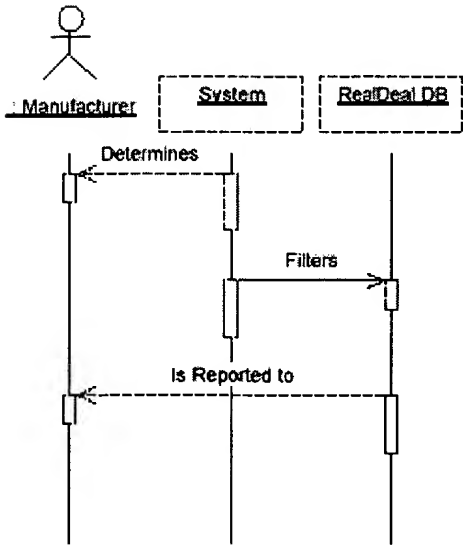 : Manufacturer
System
RealDeal DB
Determines
Filters
Is Reported to